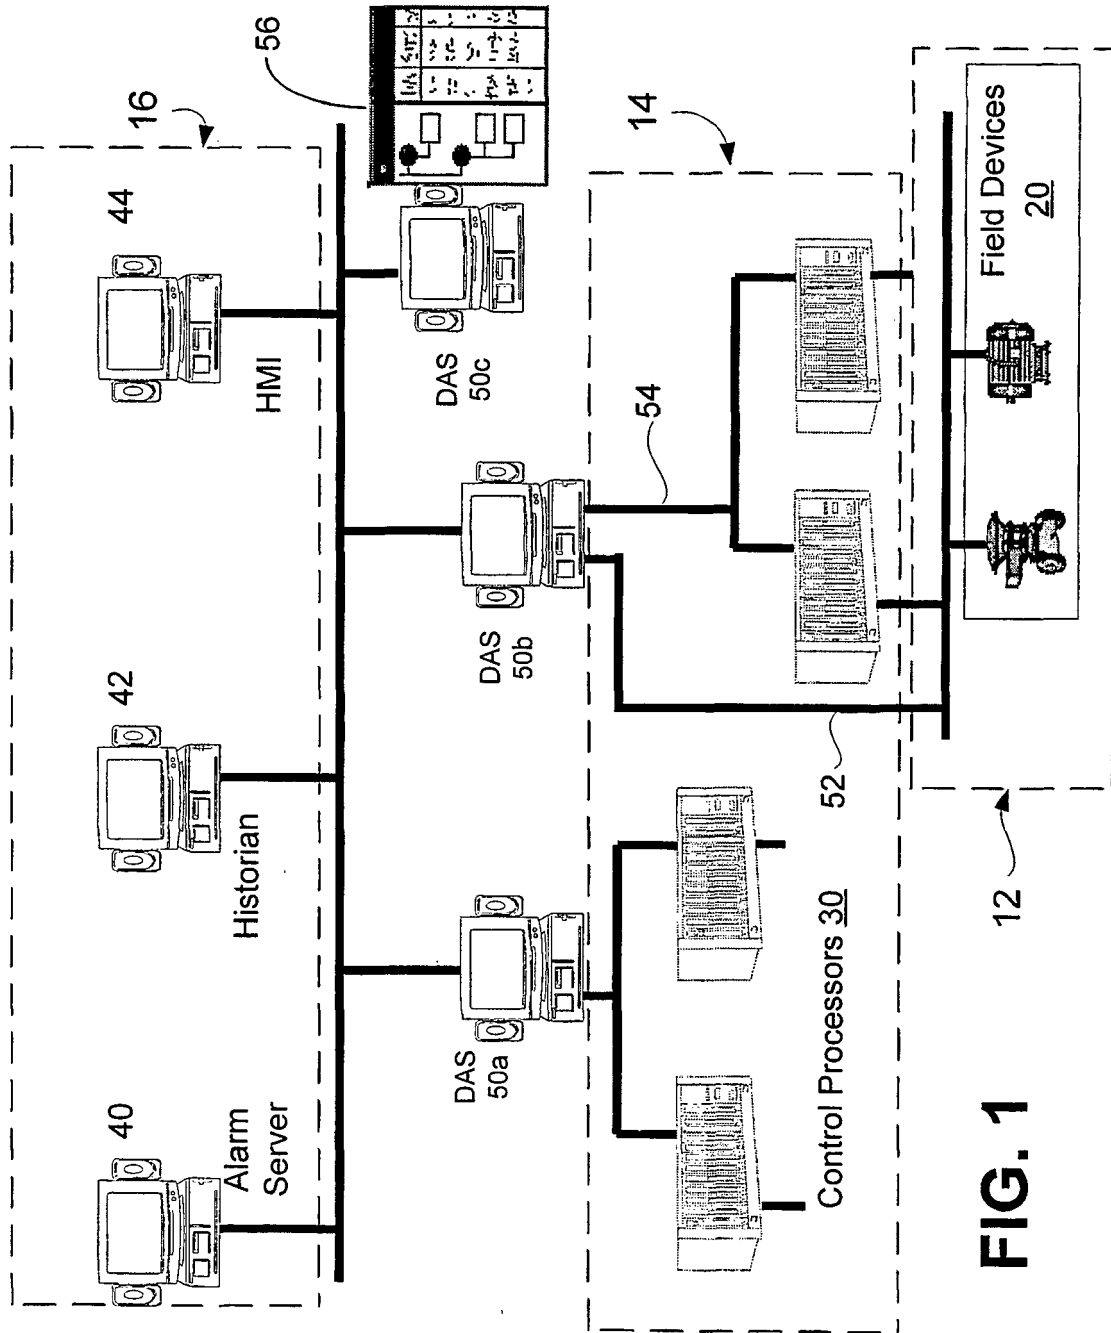 40
42
44
16
Alarm
Server
Historian
HMI
56
DAS
50a
DAS
50b
DAS
50c
54
14
52
Control Processors 30
12
Field Devices
20
FIG. 1